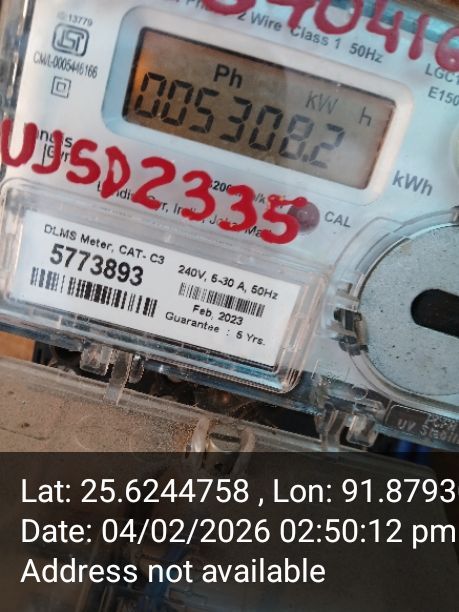 IS:13779
CM/L-0005446166
2 Wire Class 1 50Hz
Ph
kW h
005308.2
kWh
UJSD2335
CAL
DLMS Meter, CAT- C3
5773893
240V, 5-30 A, 50Hz
Feb, 2023
Guarantee : 5 Yrs.
Lat: 25.6244758 , Lon: 91.8793
Date: 04/02/2026 02:50:12 pm
Address not available